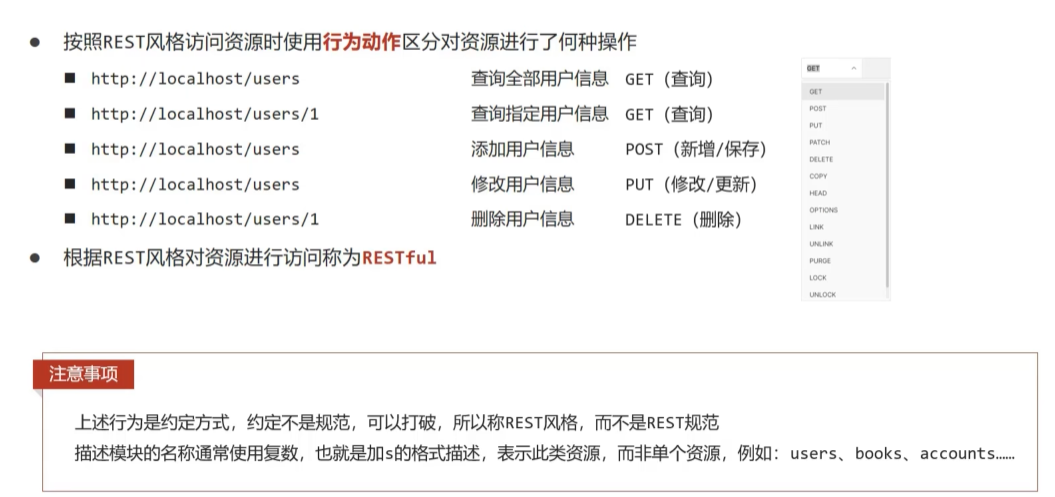 ● 按照REST风格访问资源时使用行为动作区分对资源进行了何种操作
■ http://localhost/users 查询全部用户信息 GET（查询）
■ http://localhost/users/1 查询指定用户信息 GET（查询）
■ http://localhost/users 添加用户信息 POST（新增/保存）
■ http://localhost/users 修改用户信息 PUT（修改/更新）
■ http://localhost/users/1 删除用户信息 DELETE（删除）
● 根据REST风格对资源进行访问称为RESTful
GET
GET
POST
PUT
PATCH
DELETE
COPY
HEAD
OPTIONS
LINK
UNLINK
PURGE
LOCK
UNLOCK
注意事项
上述行为是约定方式，约定不是规范，可以打破，所以称REST风格，而不是REST规范
描述模块的名称通常使用复数，也就是加s的格式描述，表示此类资源，而非单个资源，例如：users、books、accounts……